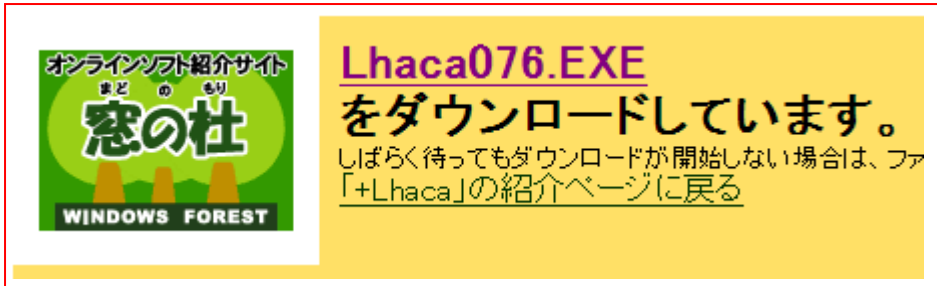 オンラインソフト紹介サイト
まど の もり
窓の杜
WINDOWS FOREST
Lhaca076.EXE
をダウンロードしています。
しばらく待ってもダウンロードが開始しない場合は、ファ
「+Lhaca」の紹介ページに戻る